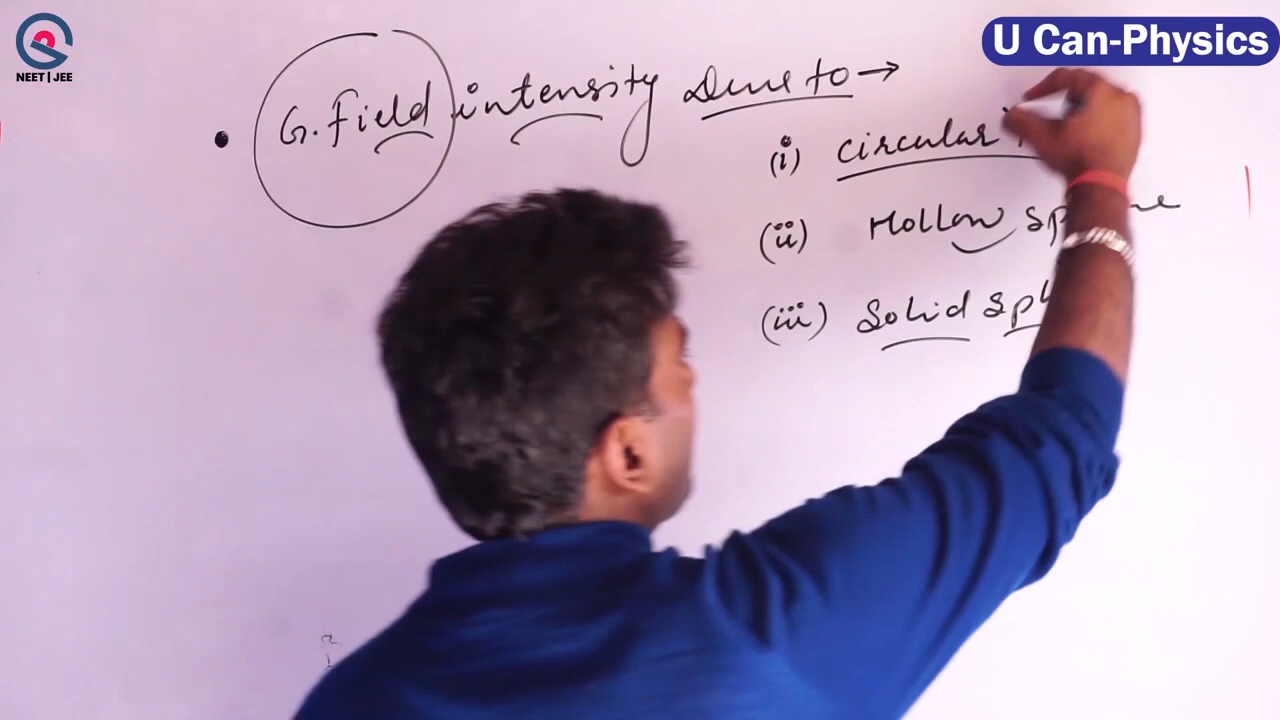 U Can-Physics
NEET | JEE
• G. Field intensity Due to →
(i) circular
(ii) Hollow
(iii) Solid